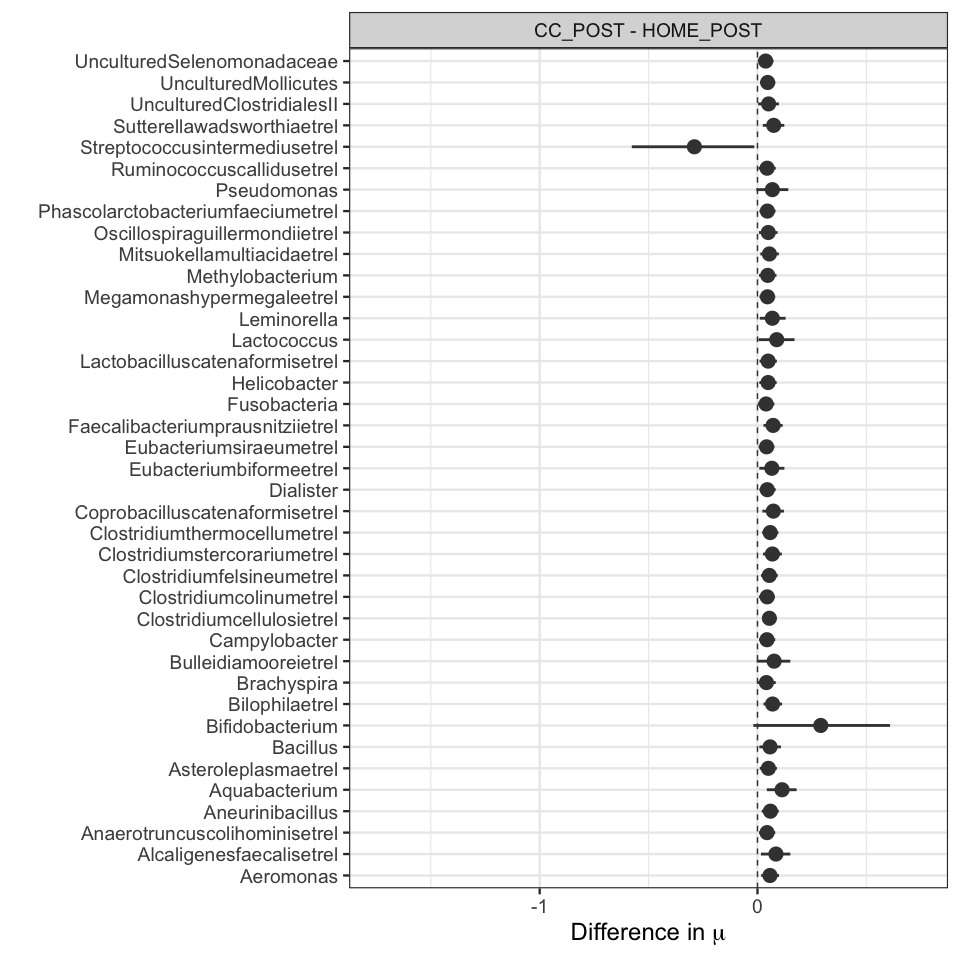 CC_POST - HOME_POST
UnculturedSelenomonadaceae
UnculturedMollicutes
UnculturedClostridialesII
Sutterellawadsworthiaetrel
Streptococcusintermediusetrel
Ruminococcuscallidusetrel
Pseudomonas
Phascolarctobacteriumfaeciumetrel
Oscillospiraguillermondiietrel
Mitsuokellamultiacidaetrel
Methylobacterium
Megamonashypermegaleetrel
Leminorella
Lactococcus
Lactobacilluscatenaformisetrel
Helicobacter
Fusobacteria
Faecalibacteriumprausnitziietrel
Eubacteriumsiraeumetrel
Eubacteriumbiformeetrel
Dialister
Coprobacilluscatenaformisetrel
Clostridiumthermocellumetrel
Clostridiumstercorariumetrel
Clostridiumfelsineumetrel
Clostridiumcolinumetrel
Clostridiumcellulosietrel
Campylobacter
Bulleidiamooreietrel
Brachyspira
Bilophilaetrel
Bifidobacterium
Bacillus
Asteroleplasmaetrel
Aquabacterium
Aneurinibacillus
Anaerotruncuscolihominisetrel
Alcaligenesfaecalisetrel
Aeromonas
-1 0
Difference in μ